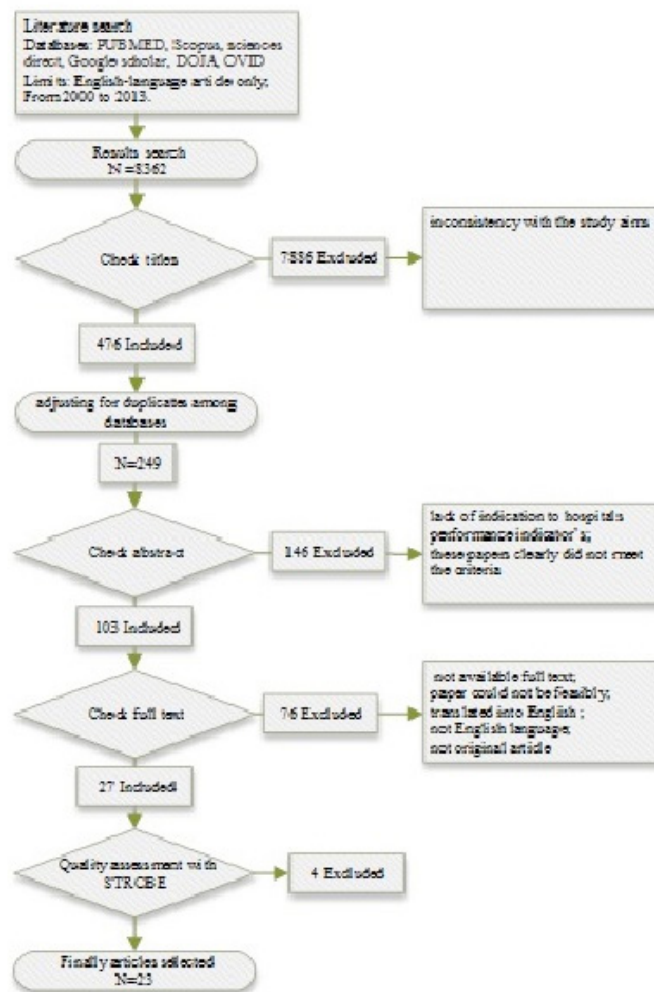 Literature search
Databases: PUBMED, Scopus, sciences
direct, Google scholar, DOJA, OVID
Limits: English-language article only;
From 2000 to 2013.
Results search
N =8362
Check titles
7886 Excluded
inconsistency with the study aims
476 Included
adjusting for duplicates among
databases
N=249
Check abstract
146 Excluded
lack of indication to hospitals
performance indicator's;
these papers clearly did not meet
the criteria
103 Included
Check full text
76 Excluded
not available full text;
paper could not be feasibly;
translated into English ;
not English language;
not original article
27 Included
Quality assessment with
STROBE
4 Excluded
Finally articles selected
N=23